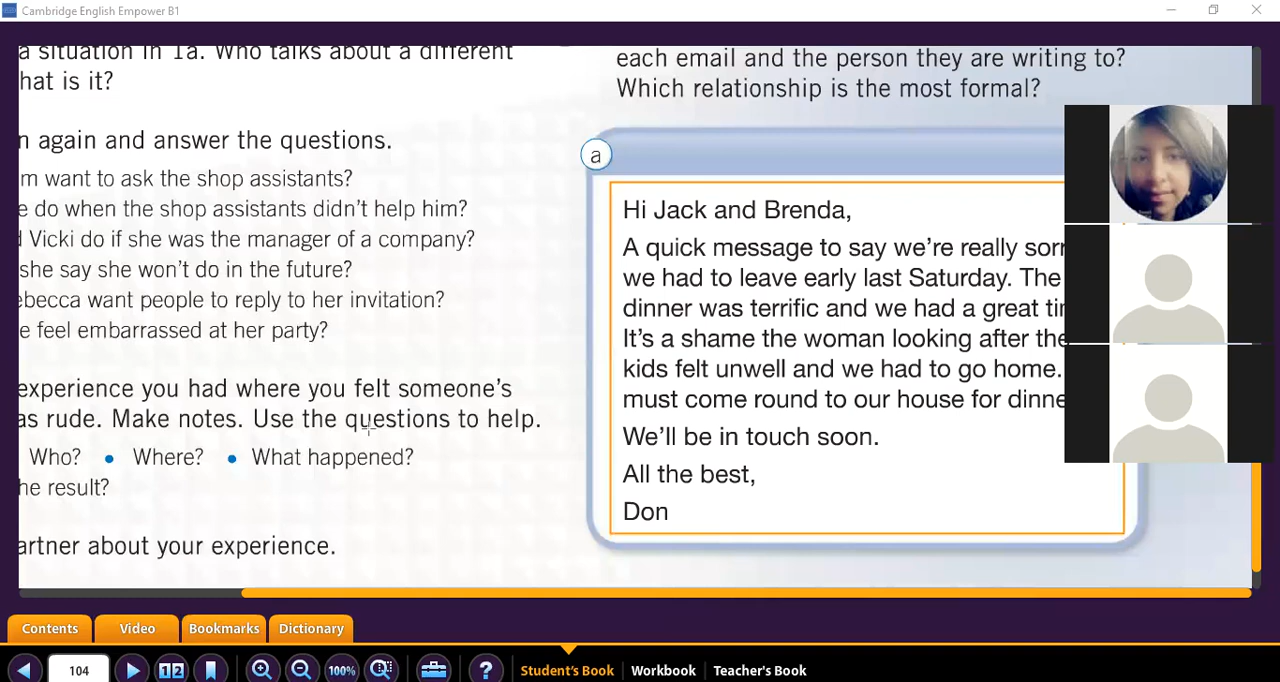 Cambridge English Empower B1
a situation in 1a. Who talks about a different
hat is it?
n again and answer the questions.
m want to ask the shop assistants?
e do when the shop assistants didn't help him?
d Vicki do if she was the manager of a company?
she say she won't do in the future?
ebecca want people to reply to her invitation?
e feel embarrassed at her party?
experience you had where you felt someone's
as rude. Make notes. Use the questions to help.
Who? • Where? • What happened?
he result?
artner about your experience.
each email and the person they are writing to?
Which relationship is the most formal?
a
Hi Jack and Brenda,
A quick message to say we're really sorr
we had to leave early last Saturday. The
dinner was terrific and we had a great tim
It's a shame the woman looking after the
kids felt unwell and we had to go home.
must come round to our house for dinne
We'll be in touch soon.
All the best,
Don
Contents Video Bookmarks Dictionary
104 1 2 100% ? Student's Book Workbook Teacher's Book